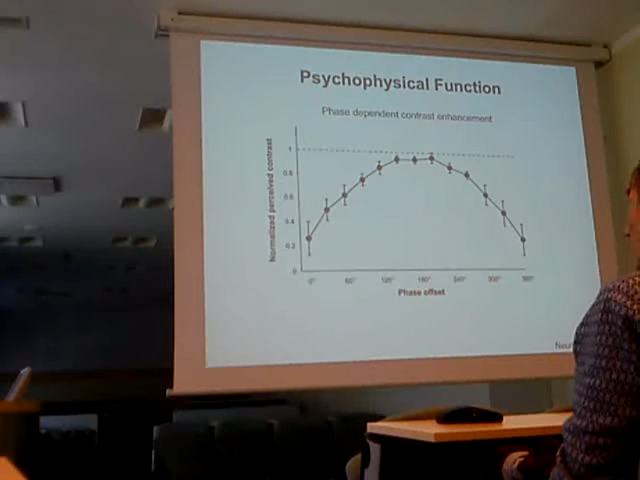 Psychophysical Function
Phase dependent contrast enhancement
Normalized perceived contrast
1
0.8
0.6
0.4
0.2
0
0° 60° 120° 180° 240° 300° 360°
Phase offset